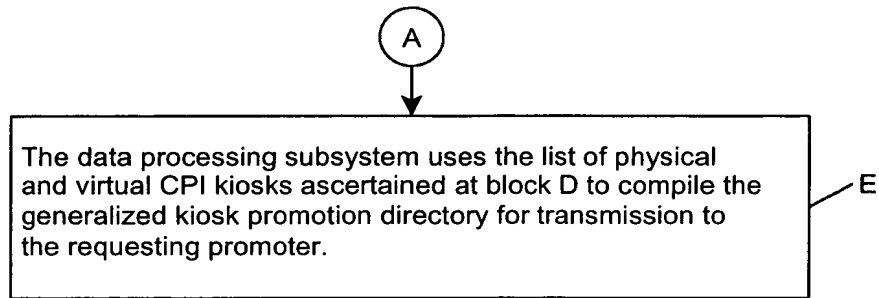 A
The data processing subsystem uses the list of physical
and virtual CPI kiosks ascertained at block D to compile the
generalized kiosk promotion directory for transmission to
the requesting promoter.
E